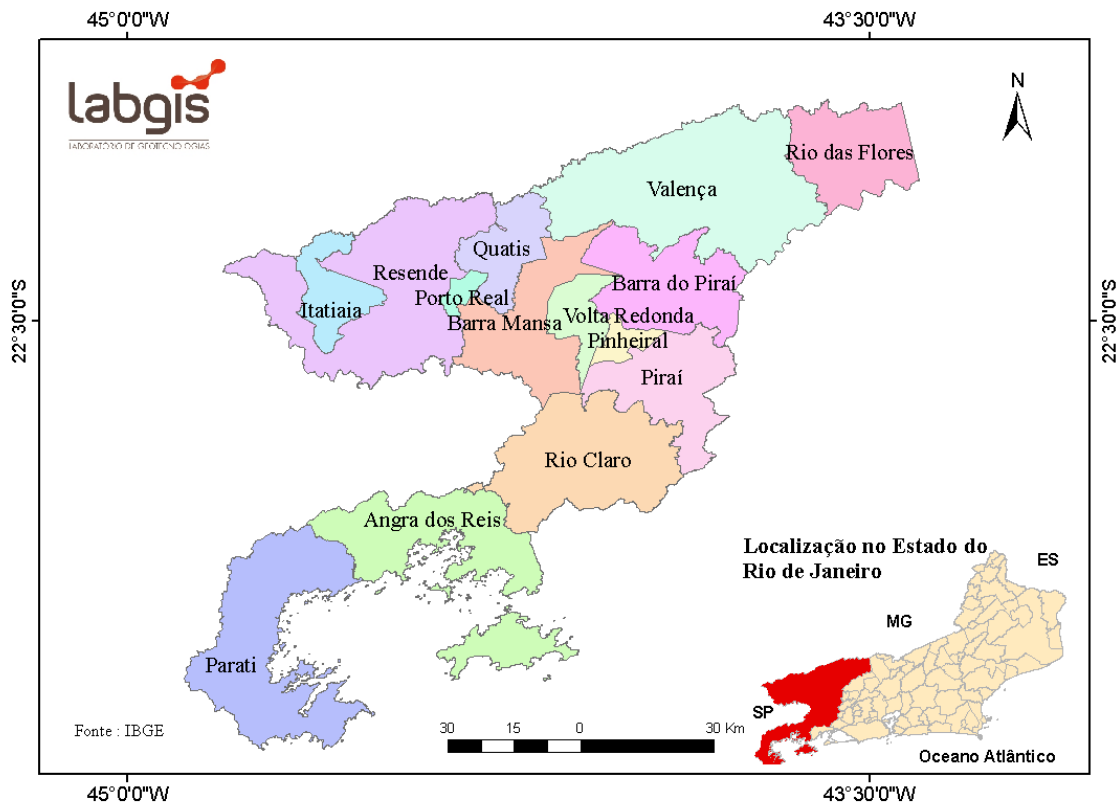 45°0'0"W
43°30'0"W
labgis
LABORATÓRIO DE GEOTECNOLOGIAS
N
Rio das Flores
Valença
Quatis
Resende
Barra do Piraí
Itatiaia
Porto Real
Volta Redonda
Barra Mansa
Pinheiral
Piraí
22°30'0"S
22°30'0"S
Rio Claro
Angra dos Reis
Parati
Localização no Estado do
Rio de Janeiro
ES
MG
SP
Oceano Atlântico
Fonte : IBGE
30 15 0 30 Km
45°0'0"W
43°30'0"W